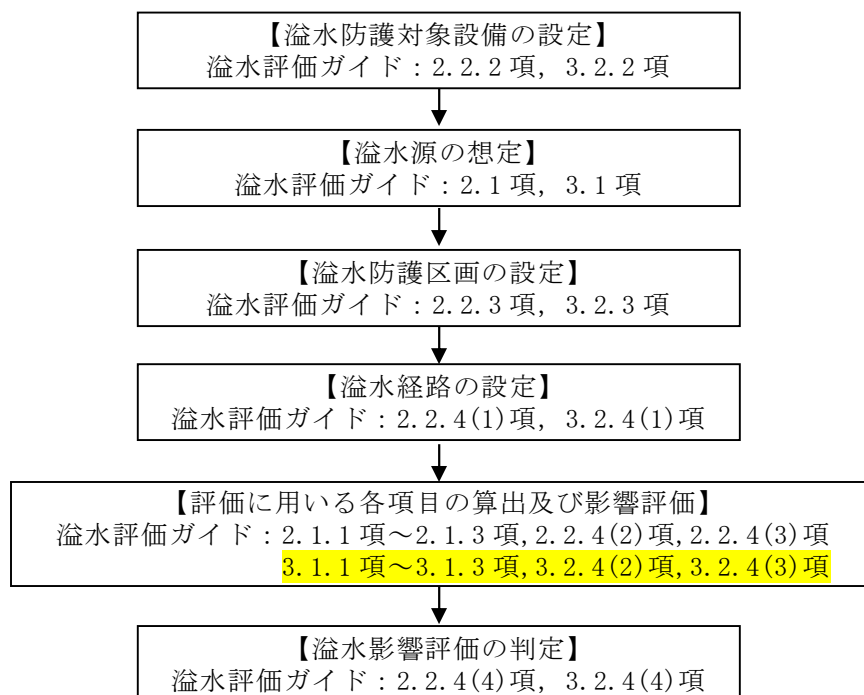 【溢水防護対象設備の設定】
溢水評価ガイド：2.2.2項，3.2.2項
【溢水源の想定】
溢水評価ガイド：2.1項，3.1項
【溢水防護区画の設定】
溢水評価ガイド：2.2.3項，3.2.3項
【溢水経路の設定】
溢水評価ガイド：2.2.4(1)項，3.2.4(1)項
【評価に用いる各項目の算出及び影響評価】
溢水評価ガイド：2.1.1項～2.1.3項,2.2.4(2)項,2.2.4(3)項
3.1.1項～3.1.3項,3.2.4(2)項,3.2.4(3)項
【溢水影響評価の判定】
溢水評価ガイド：2.2.4(4)項，3.2.4(4)項